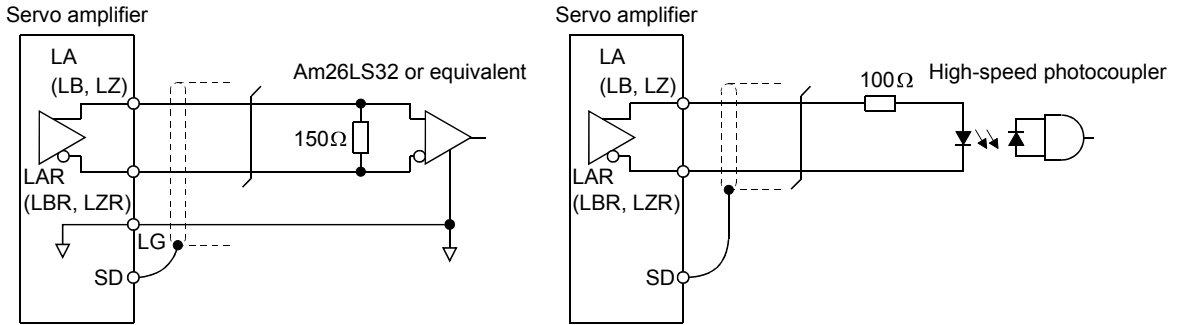 Servo amplifier
LA
(LB, LZ)
Am26LS32 or equivalent
150Ω
LAR
(LBR, LZR)
LG
SD
Servo amplifier
LA
(LB, LZ)
100Ω
High-speed photocoupler
LAR
(LBR, LZR)
SD